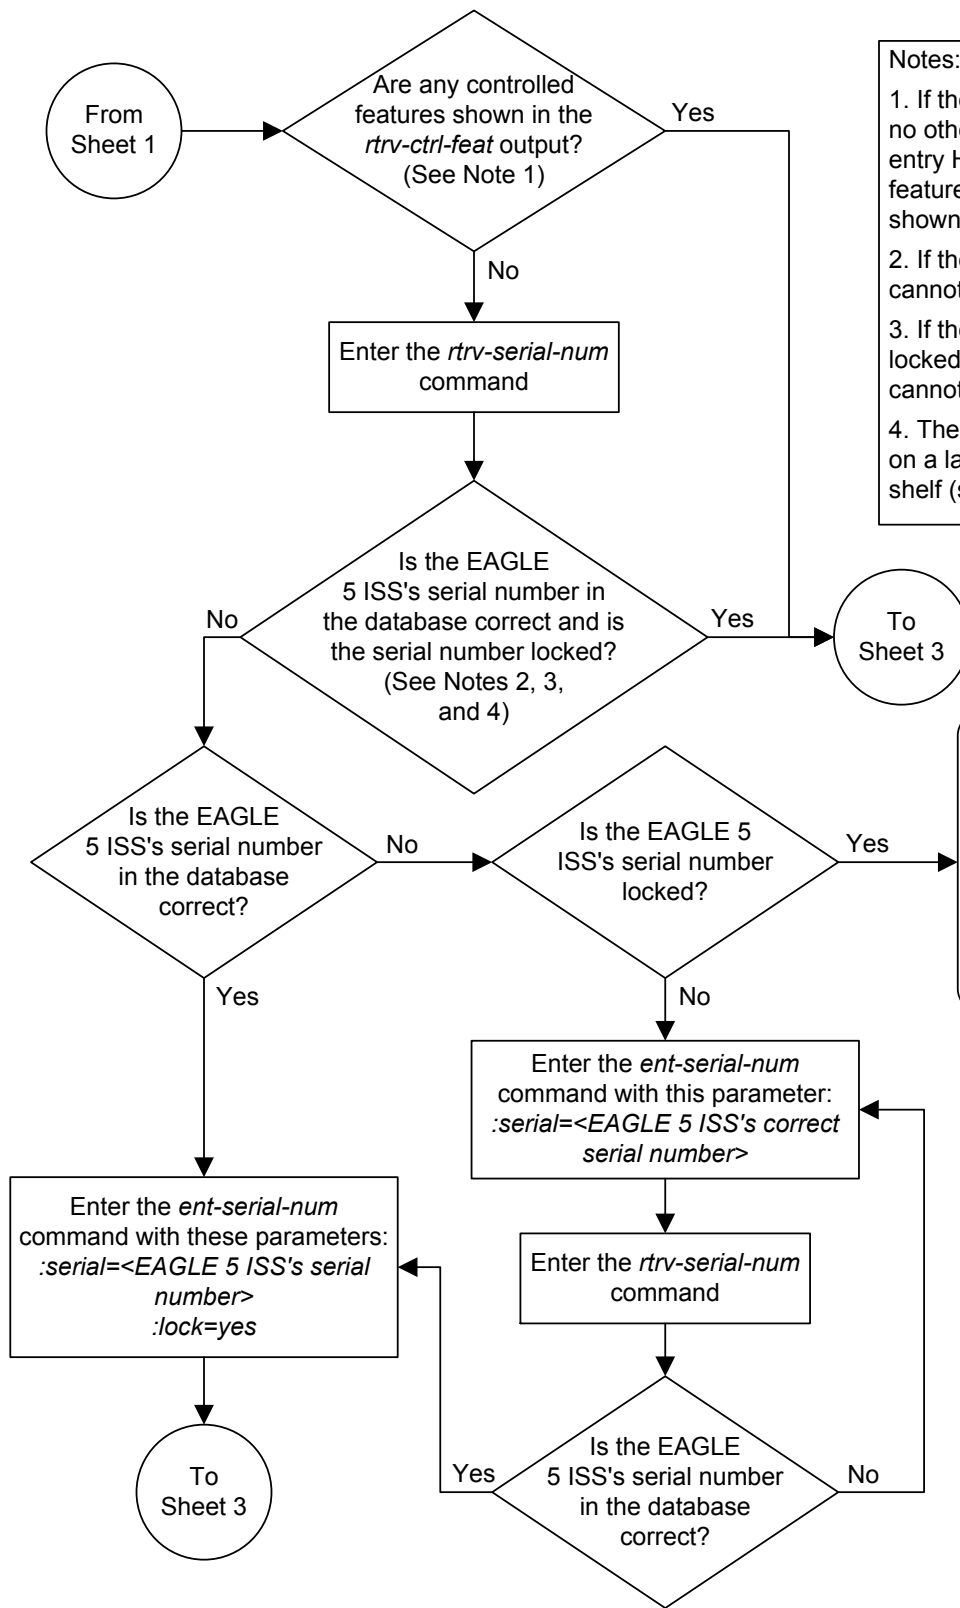 From
Sheet 1
Are any controlled
features shown in the
rtrv-ctrl-feat output?
(See Note 1)
Yes
No
Notes:
1. If the
no othe
entry H
feature
shown
2. If the
cannot
3. If the
locked
cannot
4. The
on a la
shelf (s
Enter the rtrv-serial-num
command
Is the EAGLE
5 ISS's serial number in
the database correct and is
the serial number locked?
(See Notes 2, 3,
and 4)
No
Yes
To
Sheet 3
Is the EAGLE
5 ISS's serial number
in the database
correct?
No
Yes
Is the EAGLE 5
ISS's serial number
locked?
Yes
No
Enter the ent-serial-num
command with this parameter:
:serial=<EAGLE 5 ISS's correct
serial number>
Enter the ent-serial-num
command with these parameters:
:serial=<EAGLE 5 ISS's serial
number>
:lock=yes
Enter the rtrv-serial-num
command
Is the EAGLE
5 ISS's serial number
in the database
correct?
Yes
No
To
Sheet 3